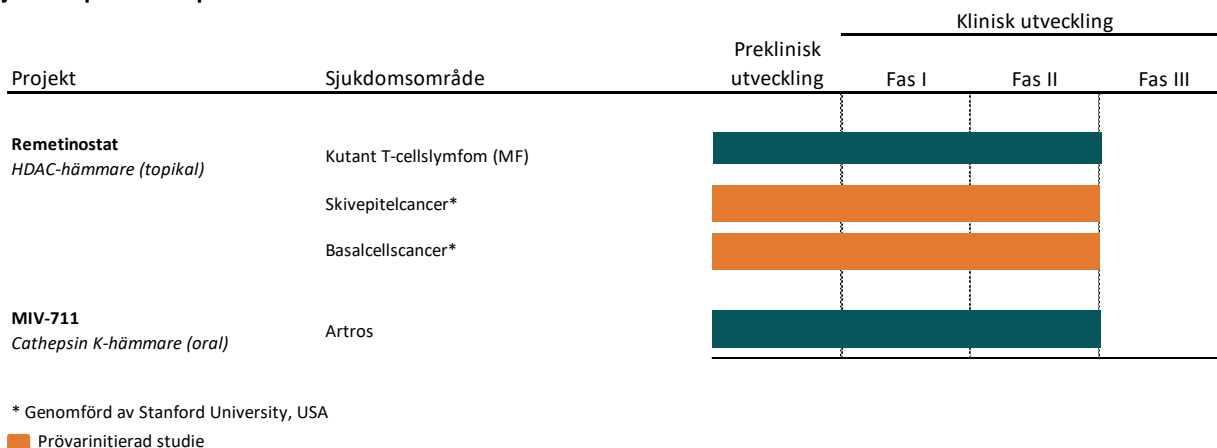 Klinisk utveckling
Preklinisk
utveckling
Projekt Sjukdomsområde Fas I Fas II Fas III
Remetinostat
HDAC-hämmare (topikal)
Kutant T-cellslymfom (MF)
Skivepitelcancer*
Basalcellscancer*
MIV-711
Cathepsin K-hämmare (oral)
Artros
* Genomförd av Stanford University, USA
Prövarinitierad studie